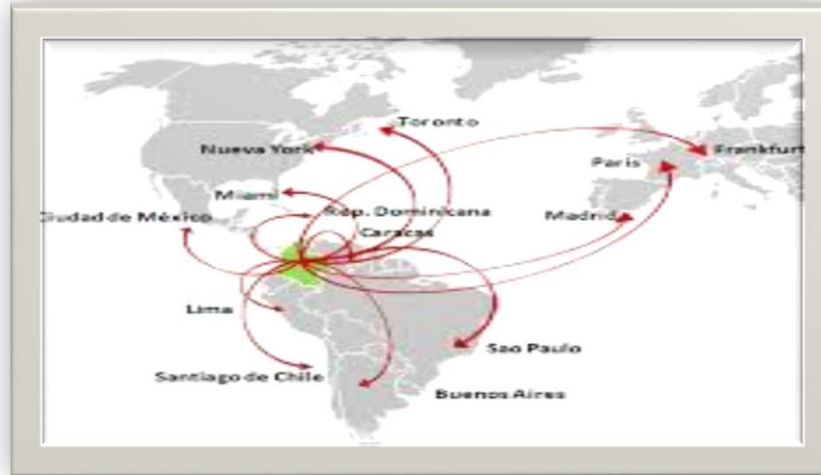 Toronto
Nueva York
Frankfurt
Paris
Miami
Rep. Dominicana
Ciudad de México
Madrid
Caracas
Lima
Sao Paulo
Santiago de Chile
Buenos Aires